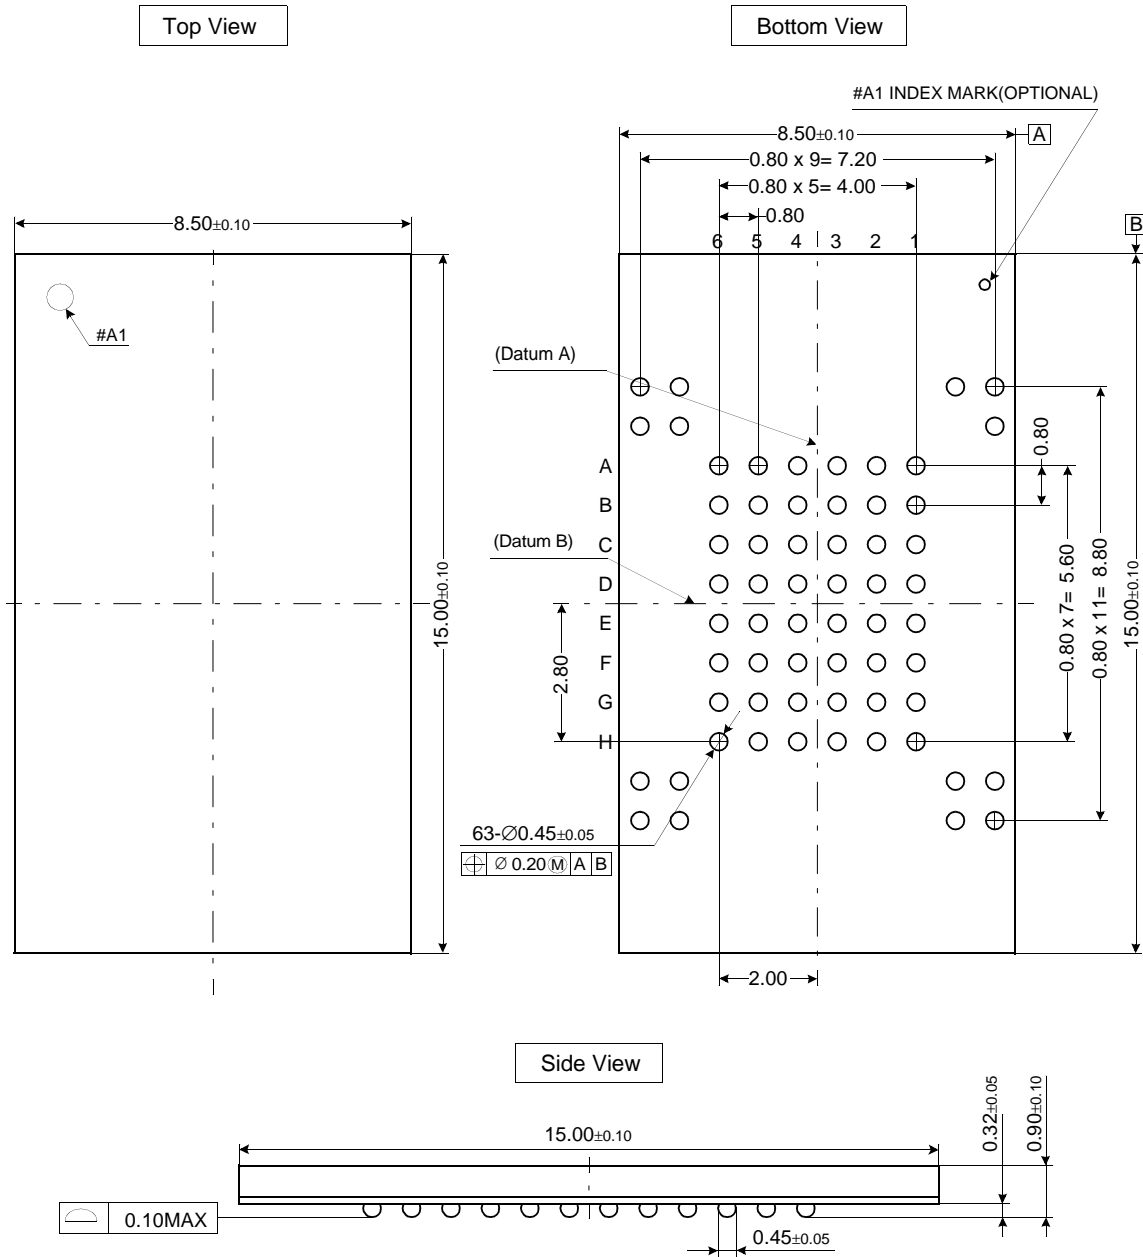 Top View
Bottom View
#A1 INDEX MARK(OPTIONAL)
8.50±0.10
A
0.80 x 9= 7.20
0.80 x 5= 4.00
0.80
8.50±0.10
B
6 5 4 3 2 1
#A1
(Datum A)
0.80
A
B
(Datum B)
C
D
E
F
G
H
15.00±0.10
2.80
0.80 x 7= 5.60
0.80 x 11= 8.80
15.00±0.10
63-Ø0.45±0.05
Ø 0.20 Ⓜ A B
2.00
Side View
15.00±0.10
0.32±0.05
0.90±0.10
0.10MAX
0.45±0.05